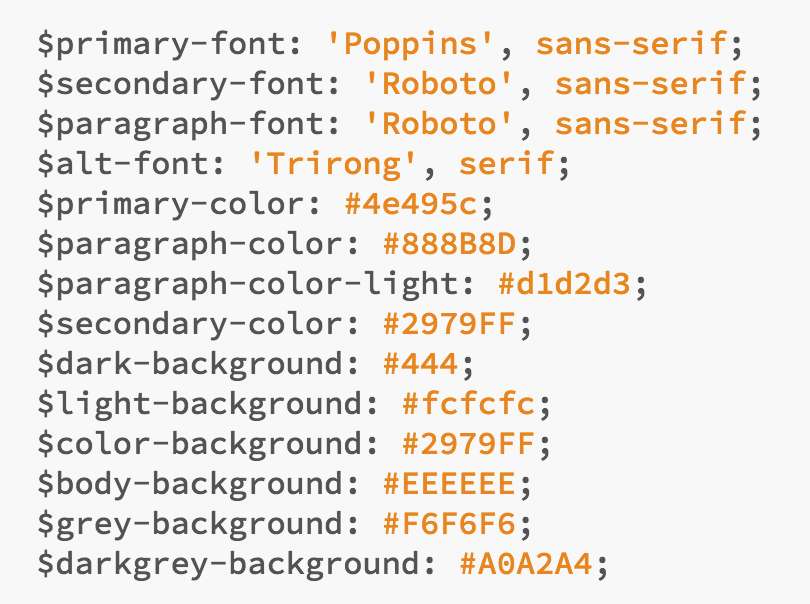 $primary-font: 'Poppins', sans-serif;
$secondary-font: 'Roboto', sans-serif;
$paragraph-font: 'Roboto', sans-serif;
$alt-font: 'Trirong', serif;
$primary-color: #4e495c;
$paragraph-color: #888B8D;
$paragraph-color-light: #d1d2d3;
$secondary-color: #2979FF;
$dark-background: #444;
$light-background: #fcfcfc;
$color-background: #2979FF;
$body-background: #EEEEEE;
$grey-background: #F6F6F6;
$darkgrey-background: #A0A2A4;